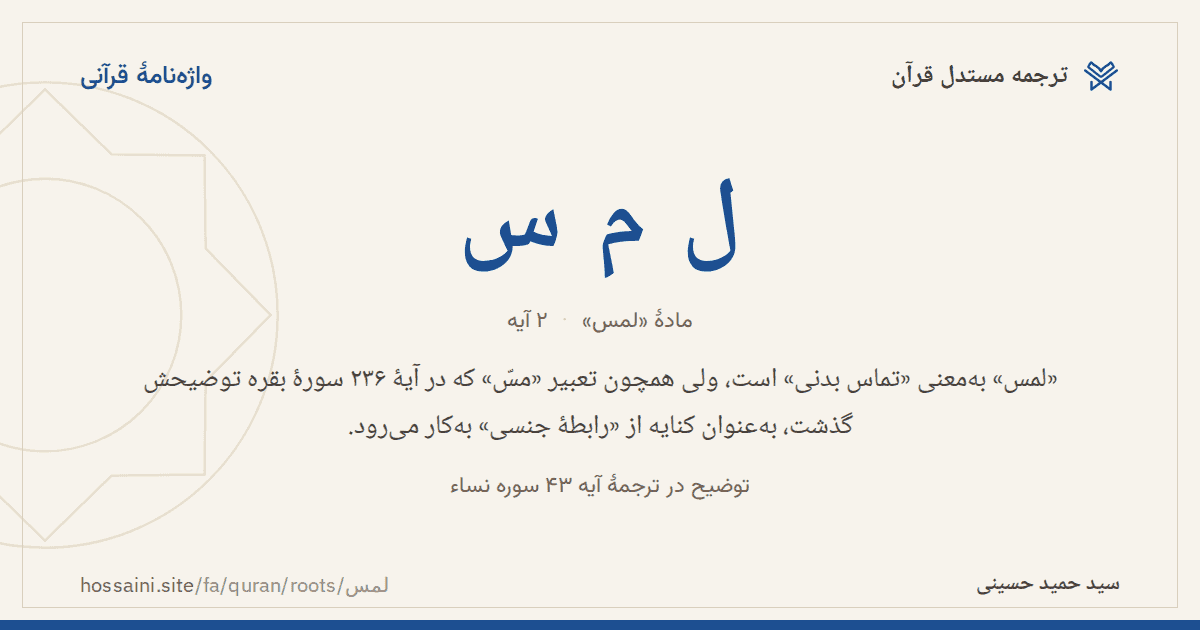 ترجمه مستدل قرآن
واژه‌نامهٔ قرآنی
ل م س
مادهٔ «لمس» · ۲ آیه
«لمس» به‌معنی «تماس بدنی» است، ولی همچون تعبیر «مسّ» که در آیهٔ ۲۳۶ سورهٔ بقره توضیحش
گذشت، به‌عنوان کنایه از «رابطهٔ جنسی» به‌کار می‌رود.
توضیح در ترجمهٔ آیه ۴۳ سوره نساء
سید حمید حسینی
hossaini.site/fa/quran/roots/لمس